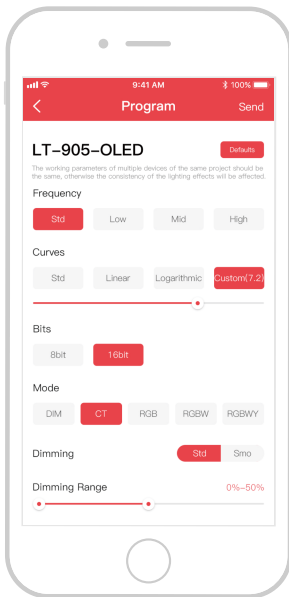 9:41 AM
100%
Program
Send
LT-905-OLED
Defaults
The working parameters of multiple devices of the same project should be
the same, otherwise the consistency of the lighting effects will be affected.
Frequency
Std Low Mid High
Curves
Std Linear Logarithmic Custom(7.2)
Bits
8bit 16bit
Mode
DIM CT RGB RGBW RGBWY
Dimming Std Smo
Dimming Range 0%-50%